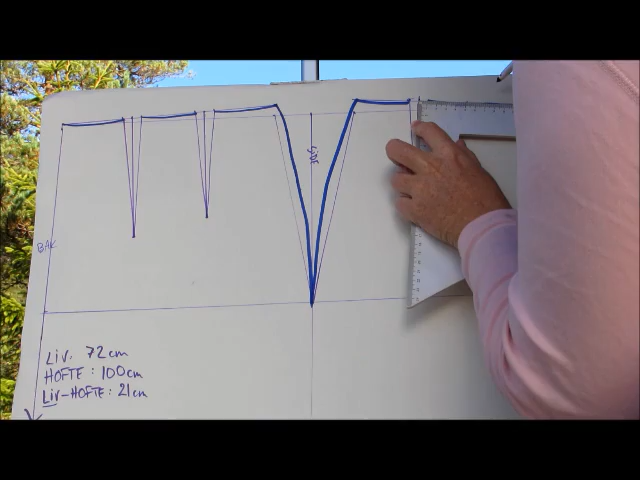 SIDE
BAK
Liv. 72cm
HOFTE: 100cm
Liv-HOFTE: 21cm